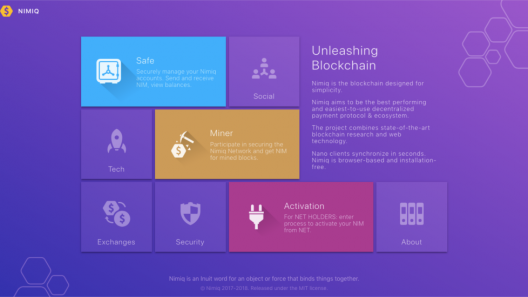 NIMIQ
Safe
Securely manage your Nimiq
accounts. Send and receive
NIM, view balances.
Social
Unleashing
Blockchain
Nimiq is the blockchain designed for
simplicity.
Nimiq aims to be the best performing
and easiest-to-use decentralized
payment protocol & ecosystem.
The project combines state-of-the-art
blockchain research and web
technology.
Nano clients synchronize in seconds.
Nimiq is browser-based and installation-
free.
Tech
Miner
Participate in securing the
Nimiq Network and get NIM
for mined blocks.
Exchanges
Security
Activation
For NET HOLDERS: enter
process to activate your NIM
from NET.
About
Nimiq is an Inuit word for an object or force that binds things together.
© Nimiq 2017-2018. Released under the MIT license.